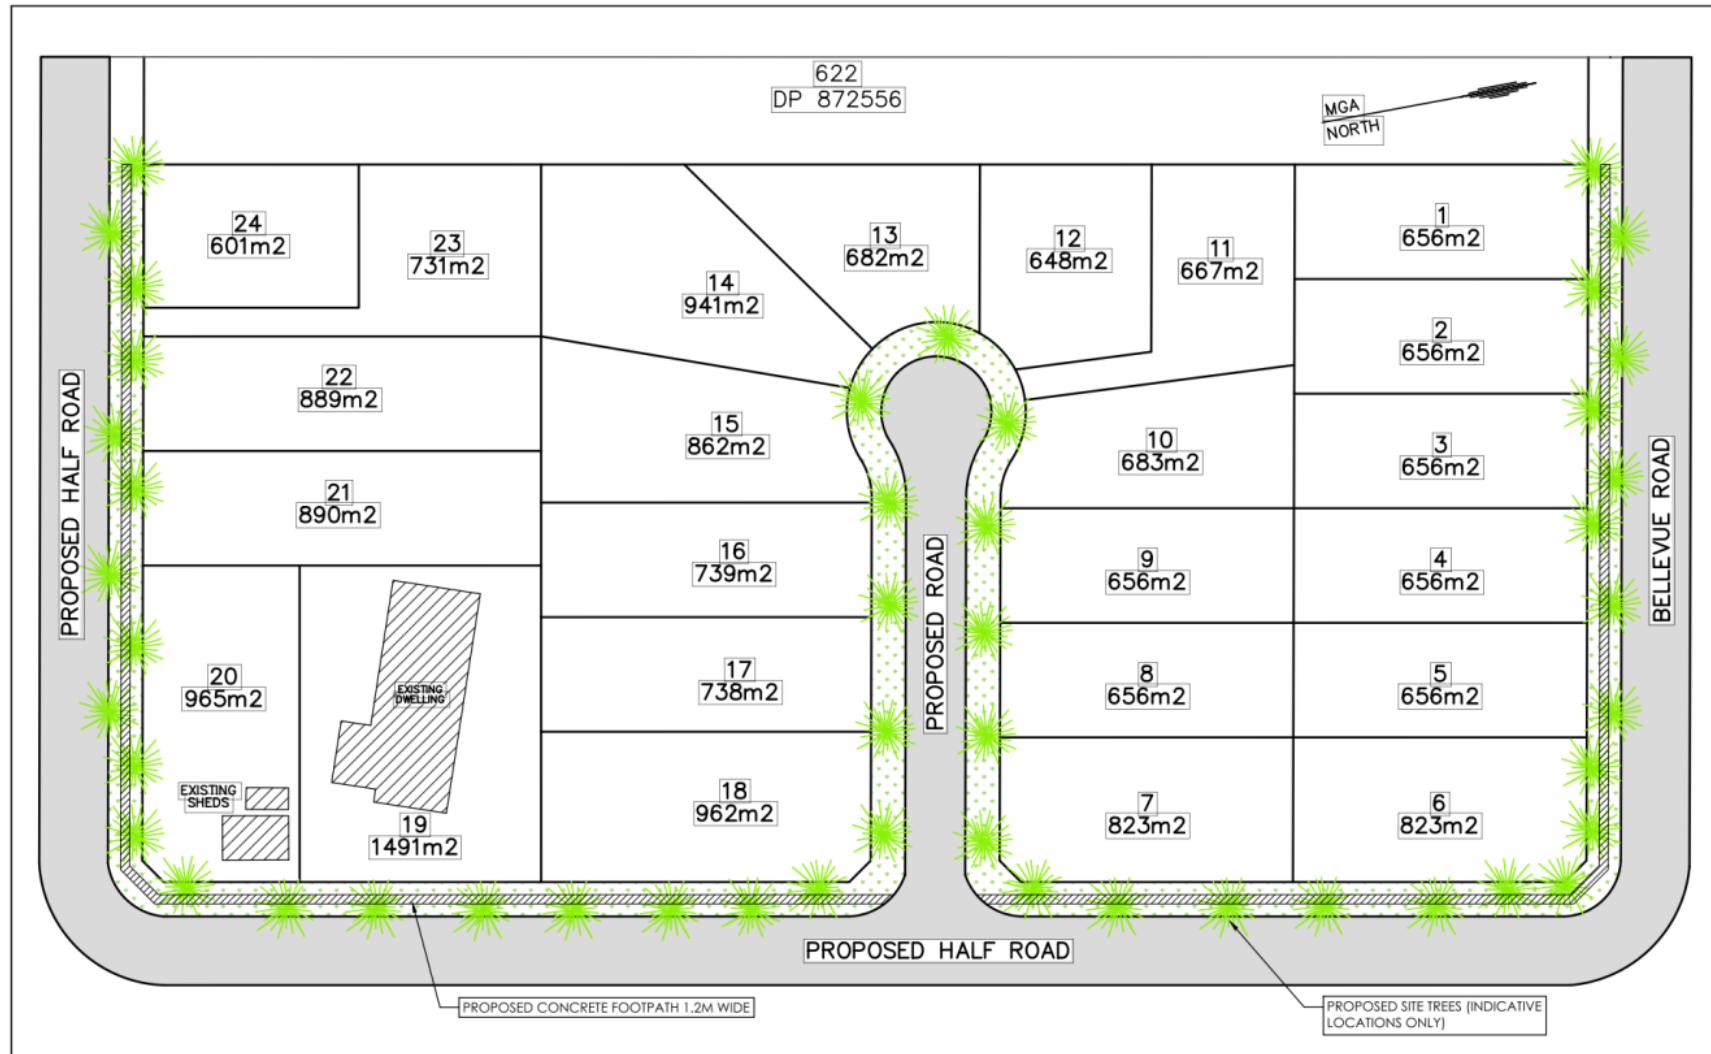 622
DP 872556
MGA
NORTH
24
601m2
23
731m2
14
941m2
13
682m2
12
648m2
11
667m2
1
656m2
2
656m2
22
889m2
15
862m2
10
683m2
3
656m2
21
890m2
16
739m2
9
656m2
4
656m2
20
965m2
EXISTING
DWELLING
17
738m2
8
656m2
5
656m2
EXISTING
SHEDS
19
1491m2
18
962m2
7
823m2
6
823m2
PROPOSED HALF ROAD
PROPOSED ROAD
BELLEVUE ROAD
PROPOSED HALF ROAD
PROPOSED CONCRETE FOOTPATH 1.2M WIDE
PROPOSED SITE TREES (INDICATIVE
LOCATIONS ONLY)